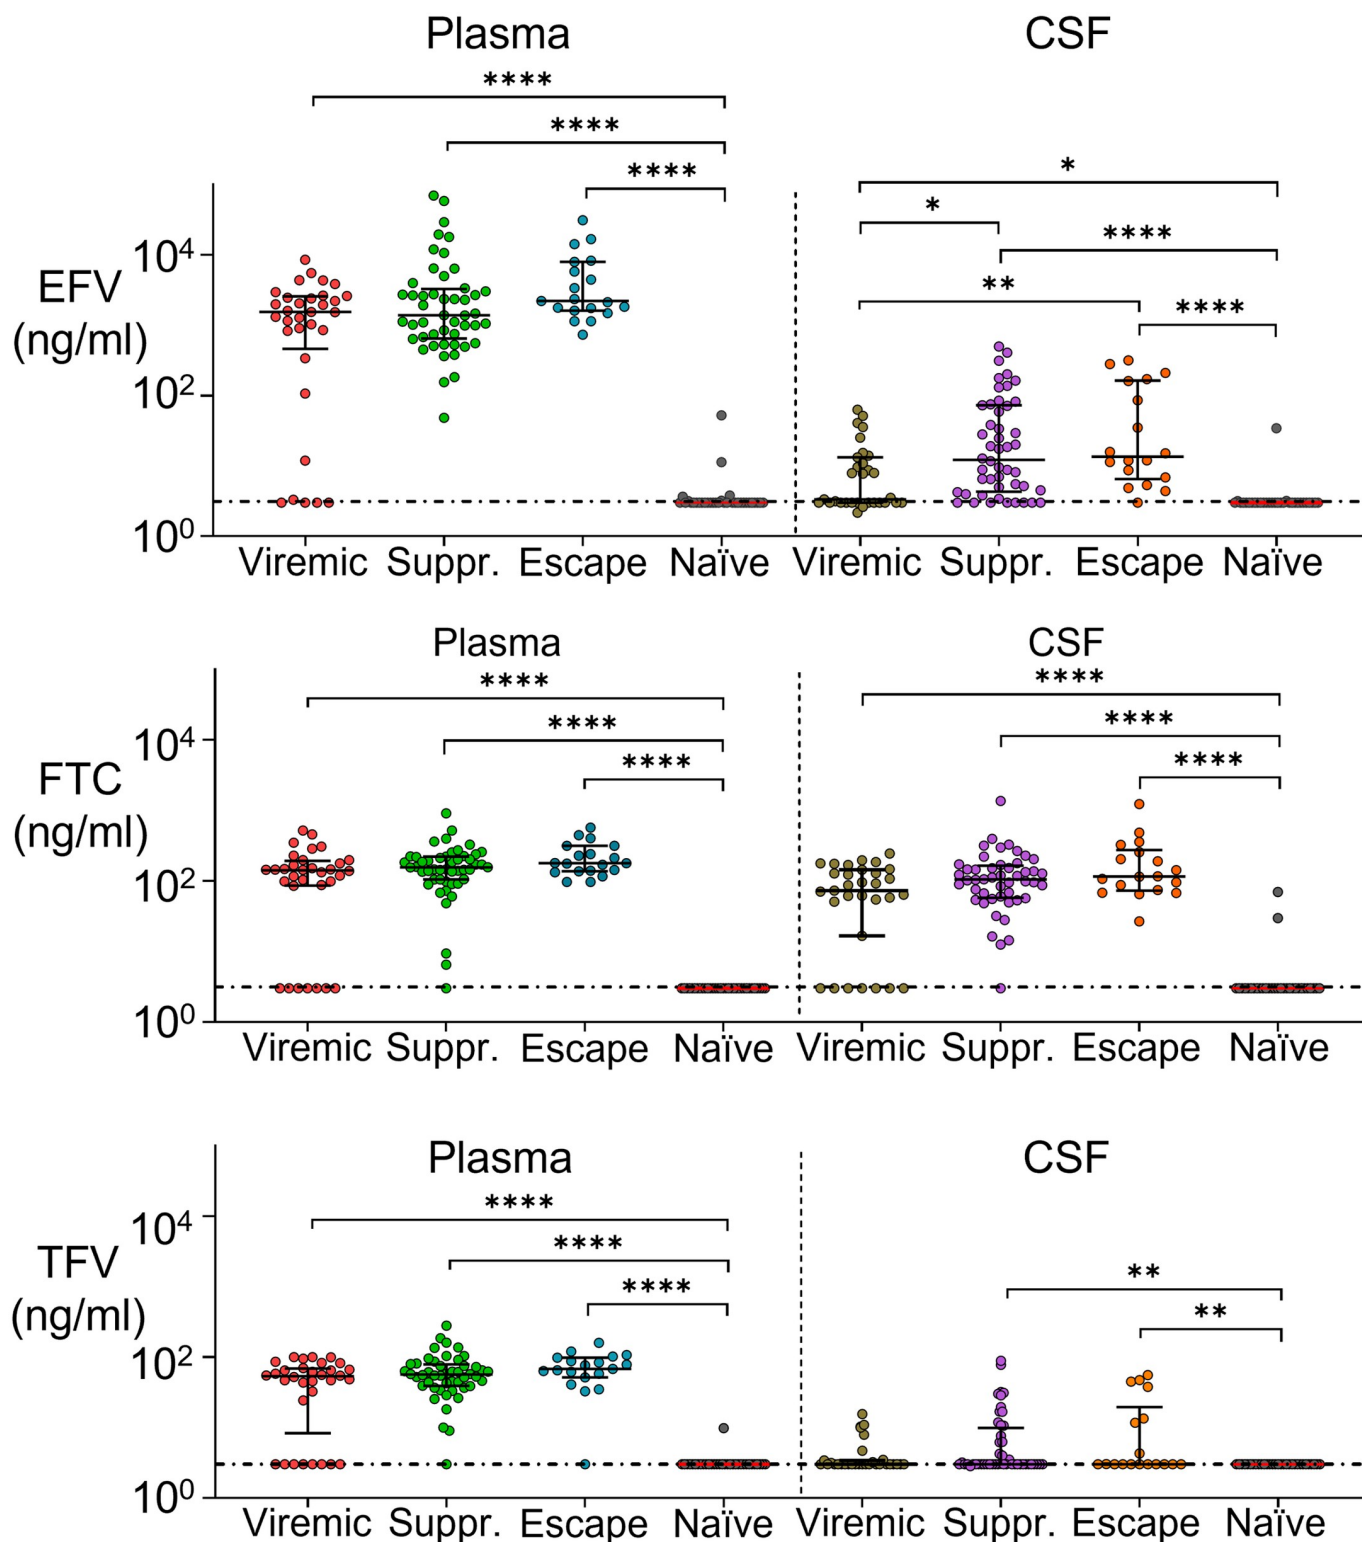 Plasma CSF
****
****
**** *
* ****
** ****
EFV
(ng/ml)
10⁴
10²
10⁰
Viremic Suppr. Escape Naïve Viremic Suppr. Escape Naïve
Plasma CSF
**** ****
**** ****
**** ****
FTC
(ng/ml)
10⁴
10²
10⁰
Viremic Suppr. Escape Naïve Viremic Suppr. Escape Naïve
Plasma CSF
****
****
**** **
**
TFV
(ng/ml)
10⁴
10²
10⁰
Viremic Suppr. Escape Naïve Viremic Suppr. Escape Naïve